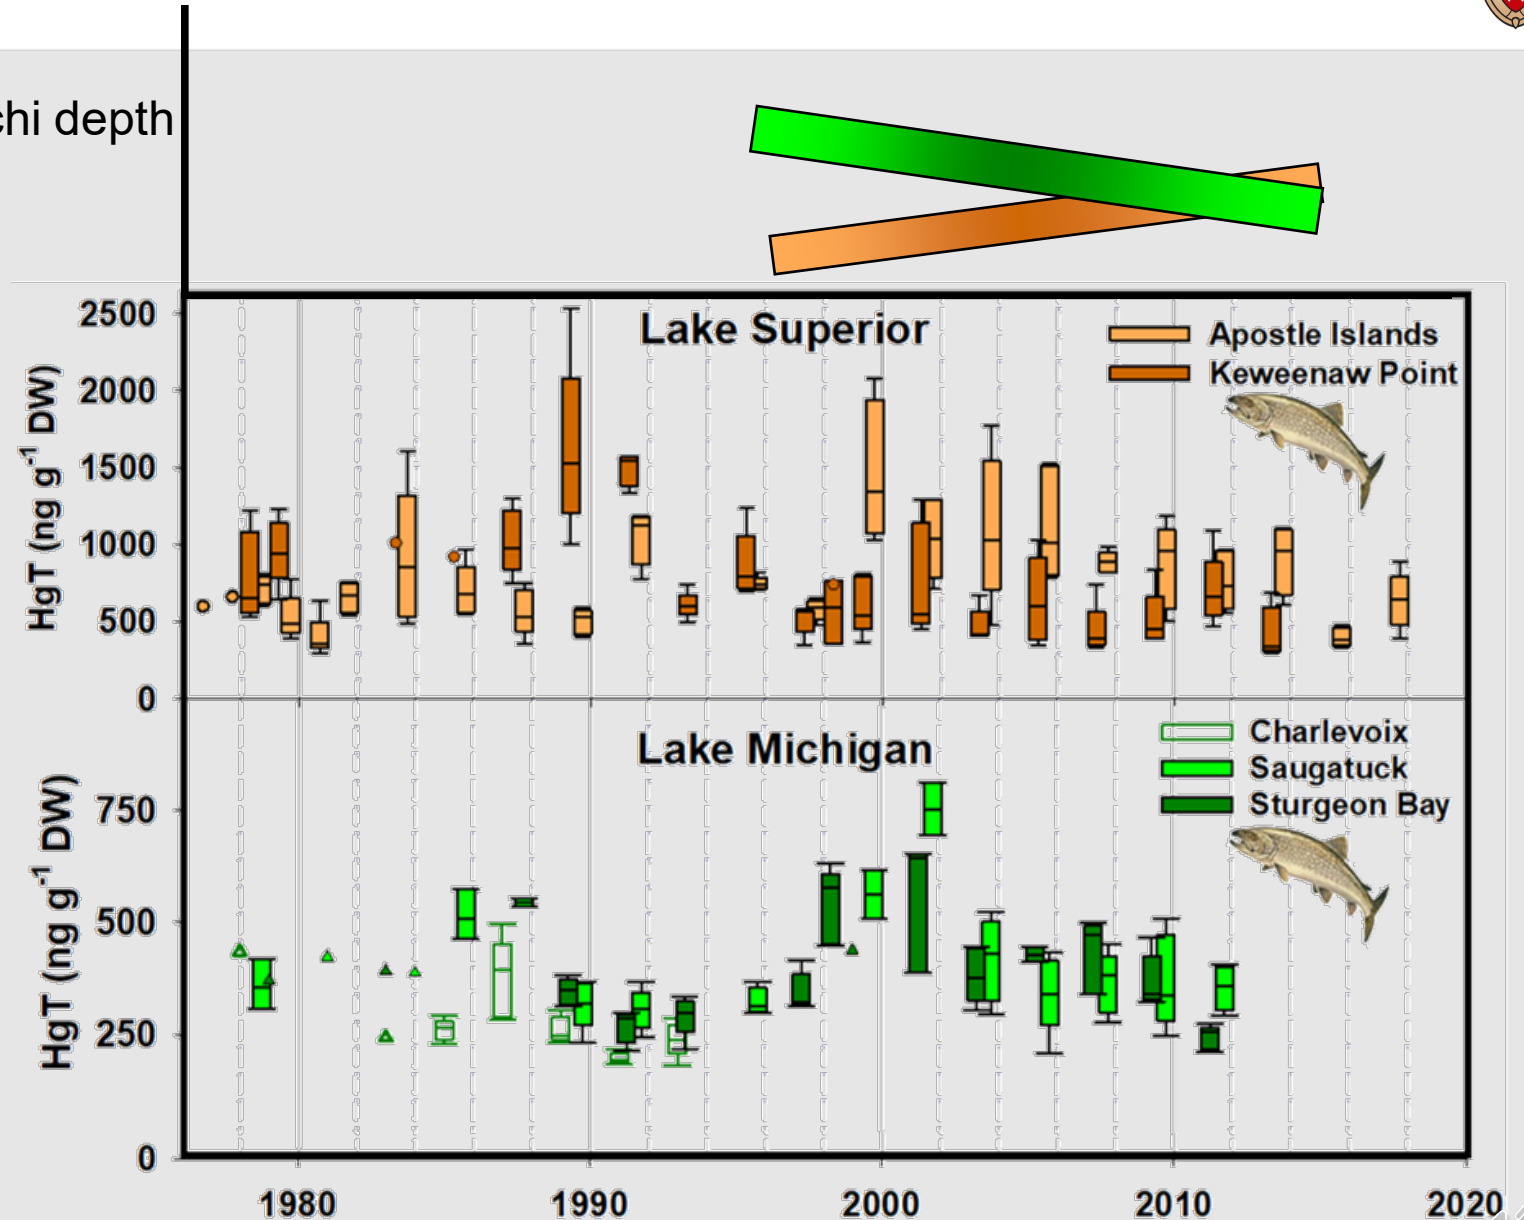 chi depth
2500
2000
1500
1000
500
0
HgT (ng g-1 DW)
Lake Superior
Apostle Islands
Keweenaw Point
750
500
250
0
HgT (ng g-1 DW)
Lake Michigan
Charlevoix
Saugatuck
Sturgeon Bay
1980
1990
2000
2010
2020